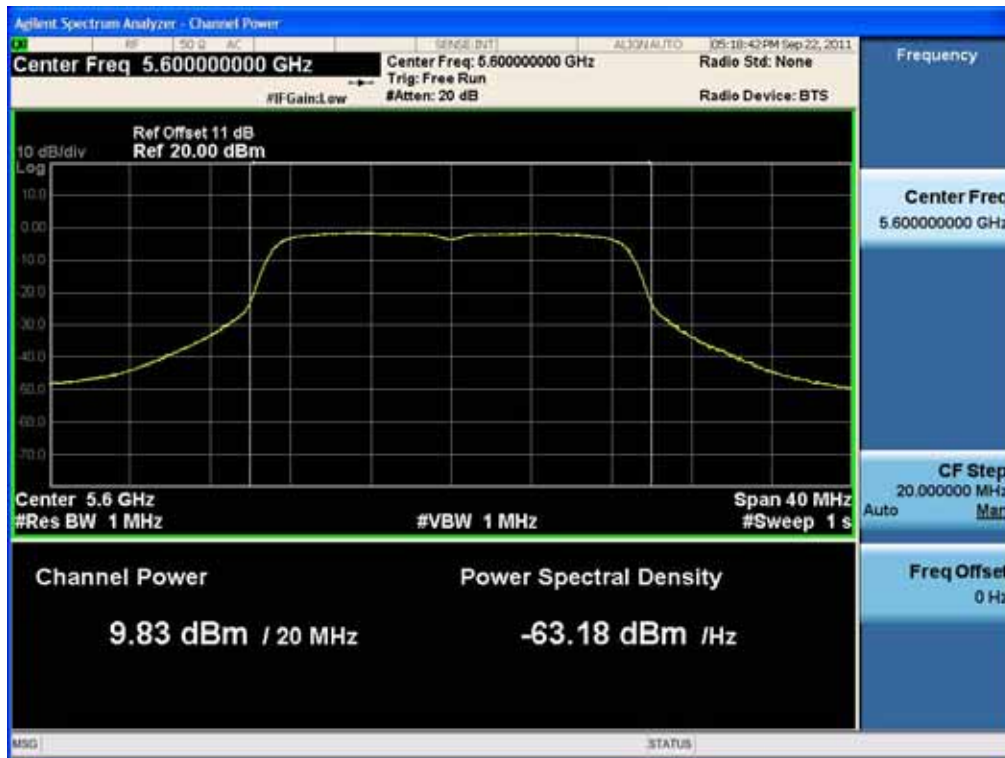 Agilent Spectrum Analyzer - Channel Power
RF 50 Ω AC SENSE:INT ALIGNAUTO 05:18:42 PM Sep 22, 2011
Center Freq 5.600000000 GHz
Center Freq: 5.600000000 GHz
Radio Std: None
Trig: Free Run
#IFGain:Low
#Atten: 20 dB
Radio Device: BTS
Ref Offset 11 dB
10 dB/div Ref 20.00 dBm
Log
10.0
0.00
-10.0
-20.0
-30.0
-40.0
-50.0
-60.0
-70.0
Center 5.6 GHz Span 40 MHz
#Res BW 1 MHz #VBW 1 MHz #Sweep 1 s
Channel Power Power Spectral Density
9.83 dBm / 20 MHz -63.18 dBm /Hz
MSG STATUS
Frequency
Center Freq
5.600000000 GHz
CF Step
20.000000 MHz
Auto Man
Freq Offset
0 Hz